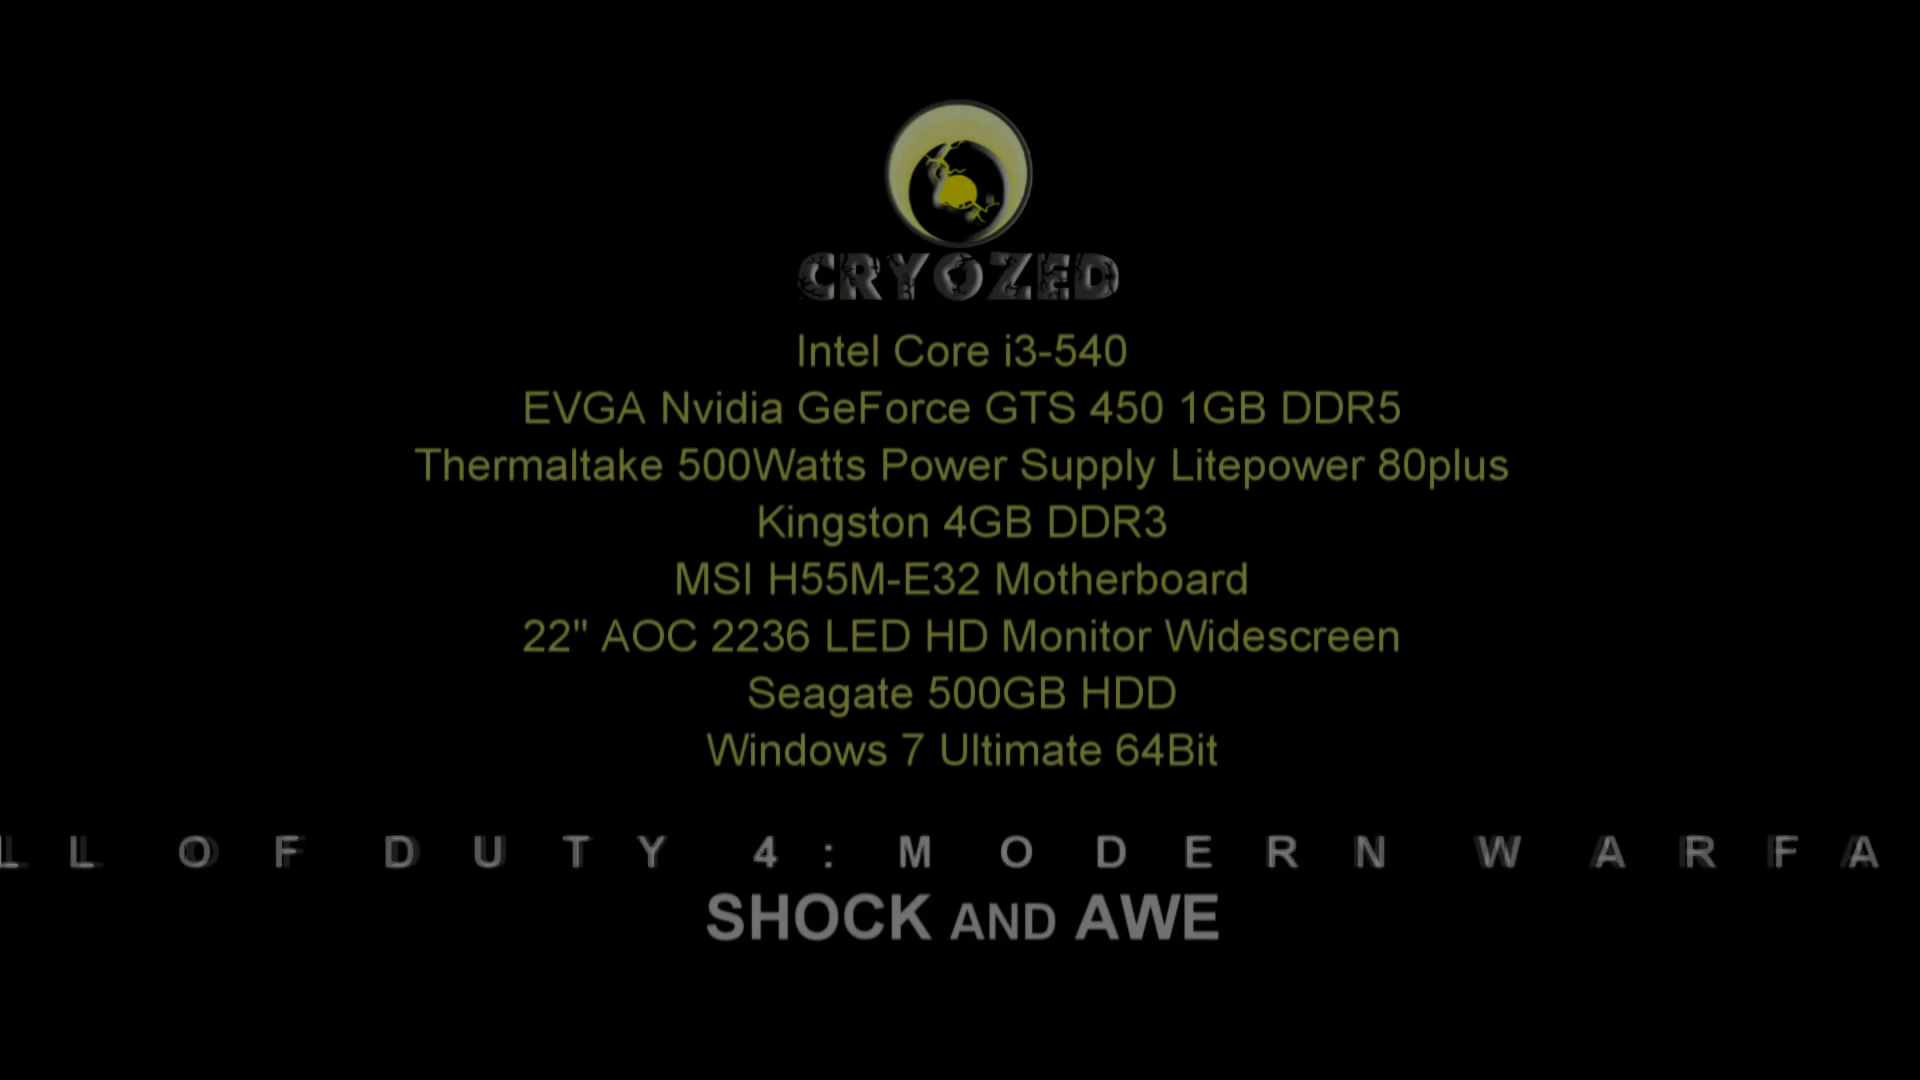 CRYOZED
Intel Core i3-540
EVGA Nvidia GeForce GTS 450 1GB DDR5
Thermaltake 500Watts Power Supply Litepower 80plus
Kingston 4GB DDR3
MSI H55M-E32 Motherboard
22" AOC 2236 LED HD Monitor Widescreen
Seagate 500GB HDD
Windows 7 Ultimate 64Bit
LL OF DUTY 4: MODERN WARFA
SHOCK AND AWE